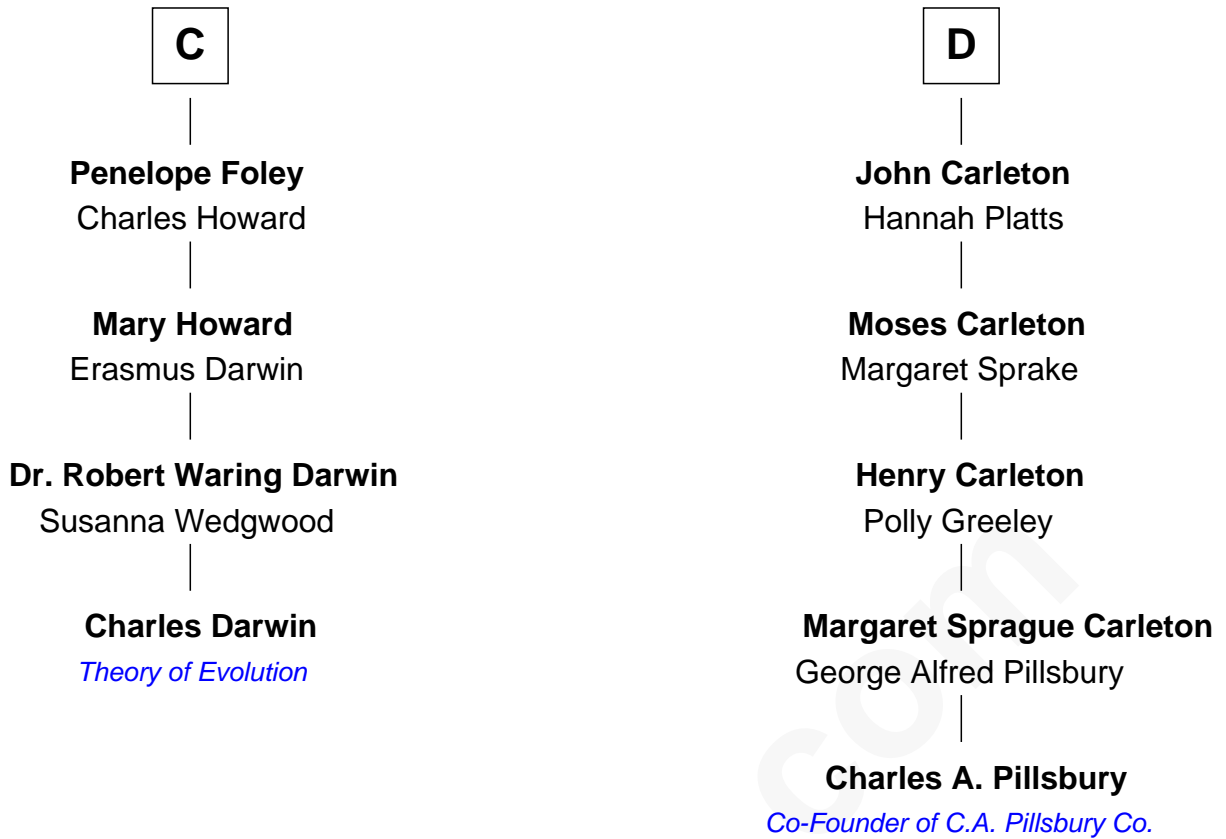 C
Penelope Foley
Charles Howard
Mary Howard
Erasmus Darwin
Dr. Robert Waring Darwin
Susanna Wedgwood
Charles Darwin
Theory of Evolution
D
John Carleton
Hannah Platts
Moses Carleton
Margaret Sprake
Henry Carleton
Polly Greeley
Margaret Sprague Carleton
George Alfred Pillsbury
Charles A. Pillsbury
Co-Founder of C.A. Pillsbury Co.
com